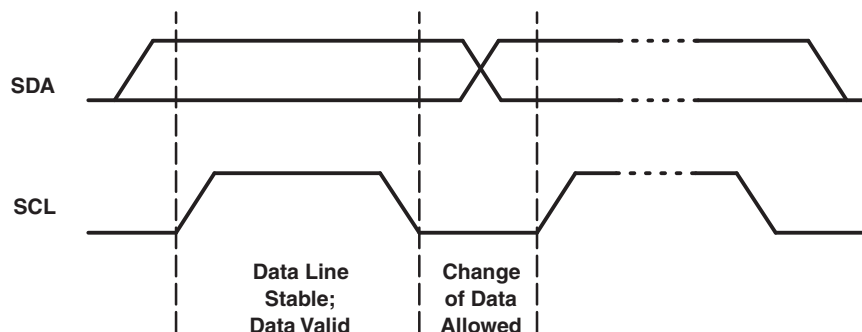 SDA
SCL
Data Line
Stable;
Data Valid
Change
of Data
Allowed